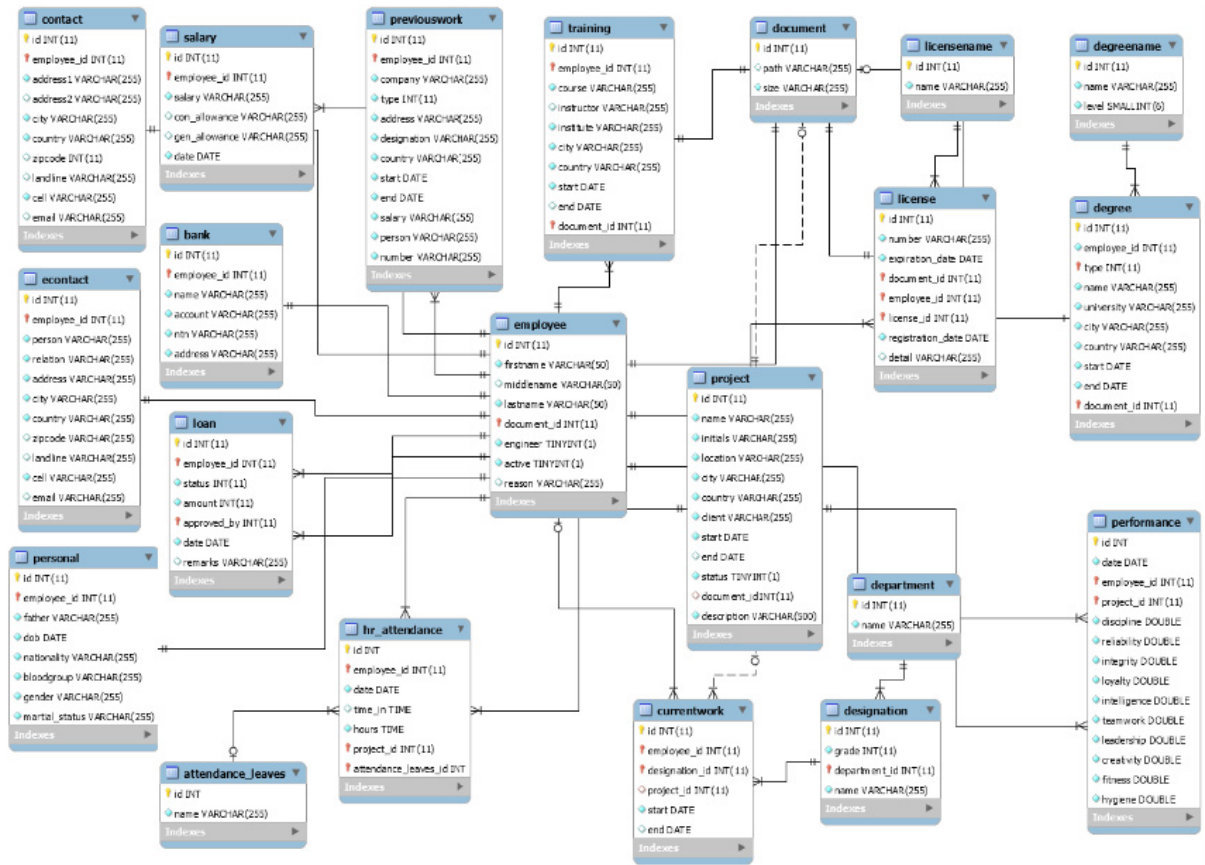 contact
id INT(11)
employee_id INT(11)
address1 VARCHAR(255)
address2 VARCHAR(255)
city VARCHAR(255)
country VARCHAR(255)
zipcode INT(11)
landline VARCHAR(255)
cell VARCHAR(255)
email VARCHAR(255)
Indexes
salary
id INT(11)
employee_id INT(11)
salary VARCHAR(255)
con_allowance VARCHAR(255)
gen_allowance VARCHAR(255)
date DATE
Indexes
previouswork
id INT(11)
employee_id INT(11)
company VARCHAR(255)
type INT(11)
address VARCHAR(255)
designation VARCHAR(255)
country VARCHAR(255)
start DATE
end DATE
salary VARCHAR(255)
person VARCHAR(255)
number VARCHAR(255)
Indexes
training
id INT(11)
employee_id INT(11)
course VARCHAR(255)
instructor VARCHAR(255)
institute VARCHAR(255)
city VARCHAR(255)
country VARCHAR(255)
start DATE
end DATE
document_id INT(11)
Indexes
document
id INT(11)
path VARCHAR(255)
size VARCHAR(255)
Indexes
licensename
id INT(11)
name VARCHAR(255)
Indexes
degreename
id INT(11)
name VARCHAR(255)
level SMALLINT(6)
Indexes
bank
id INT(11)
employee_id INT(11)
name VARCHAR(255)
account VARCHAR(255)
ntn VARCHAR(255)
address VARCHAR(255)
Indexes
license
id INT(11)
number VARCHAR(255)
expiration_date DATE
document_id INT(11)
employee_id INT(11)
license_id INT(11)
registration_date DATE
detail VARCHAR(255)
Indexes
degree
id INT(11)
employee_id INT(11)
type INT(11)
name VARCHAR(255)
university VARCHAR(255)
city VARCHAR(255)
country VARCHAR(255)
start DATE
end DATE
document_id INT(11)
Indexes
econtact
id INT(11)
employee_id INT(11)
person VARCHAR(255)
relation VARCHAR(255)
address VARCHAR(255)
city VARCHAR(255)
country VARCHAR(255)
zipcode VARCHAR(255)
landline VARCHAR(255)
cell VARCHAR(255)
email VARCHAR(255)
Indexes
employee
id INT(11)
firstname VARCHAR(50)
middlename VARCHAR(50)
lastname VARCHAR(50)
document_id INT(11)
engineer TINYINT(1)
active TINYINT(1)
reason VARCHAR(255)
Indexes
project
id INT(11)
name VARCHAR(255)
initials VARCHAR(255)
location VARCHAR(255)
city VARCHAR(255)
country VARCHAR(255)
client VARCHAR(255)
start DATE
end DATE
status TINYINT(1)
document_idINT(11)
description VARCHAR(500)
Indexes
loan
id INT(11)
employee_id INT(11)
status INT(11)
amount INT(11)
approved_by INT(11)
date DATE
remarks VARCHAR(255)
Indexes
personal
id INT(11)
employee_id INT(11)
father VARCHAR(255)
dob DATE
nationality VARCHAR(255)
bloodgroup VARCHAR(255)
gender VARCHAR(255)
martial_status VARCHAR(255)
Indexes
hr_attendance
id INT
employee_id INT(11)
date DATE
time_in TIME
hours TIME
project_id INT(11)
attendance_leaves_id INT
Indexes
department
id INT(11)
name VARCHAR(255)
Indexes
performance
id INT
date DATE
employee_id INT(11)
project_id INT(11)
discipline DOUBLE
reliability DOUBLE
integrity DOUBLE
loyalty DOUBLE
intelligence DOUBLE
teamwork DOUBLE
leadership DOUBLE
creativity DOUBLE
fitness DOUBLE
hygiene DOUBLE
Indexes
attendance_leaves
id INT
name VARCHAR(255)
Indexes
currentwork
id INT(11)
employee_id INT(11)
designation_id INT(11)
project_id INT(11)
start DATE
end DATE
Indexes
designation
id INT(11)
grade INT(11)
department_id INT(11)
name VARCHAR(255)
Indexes